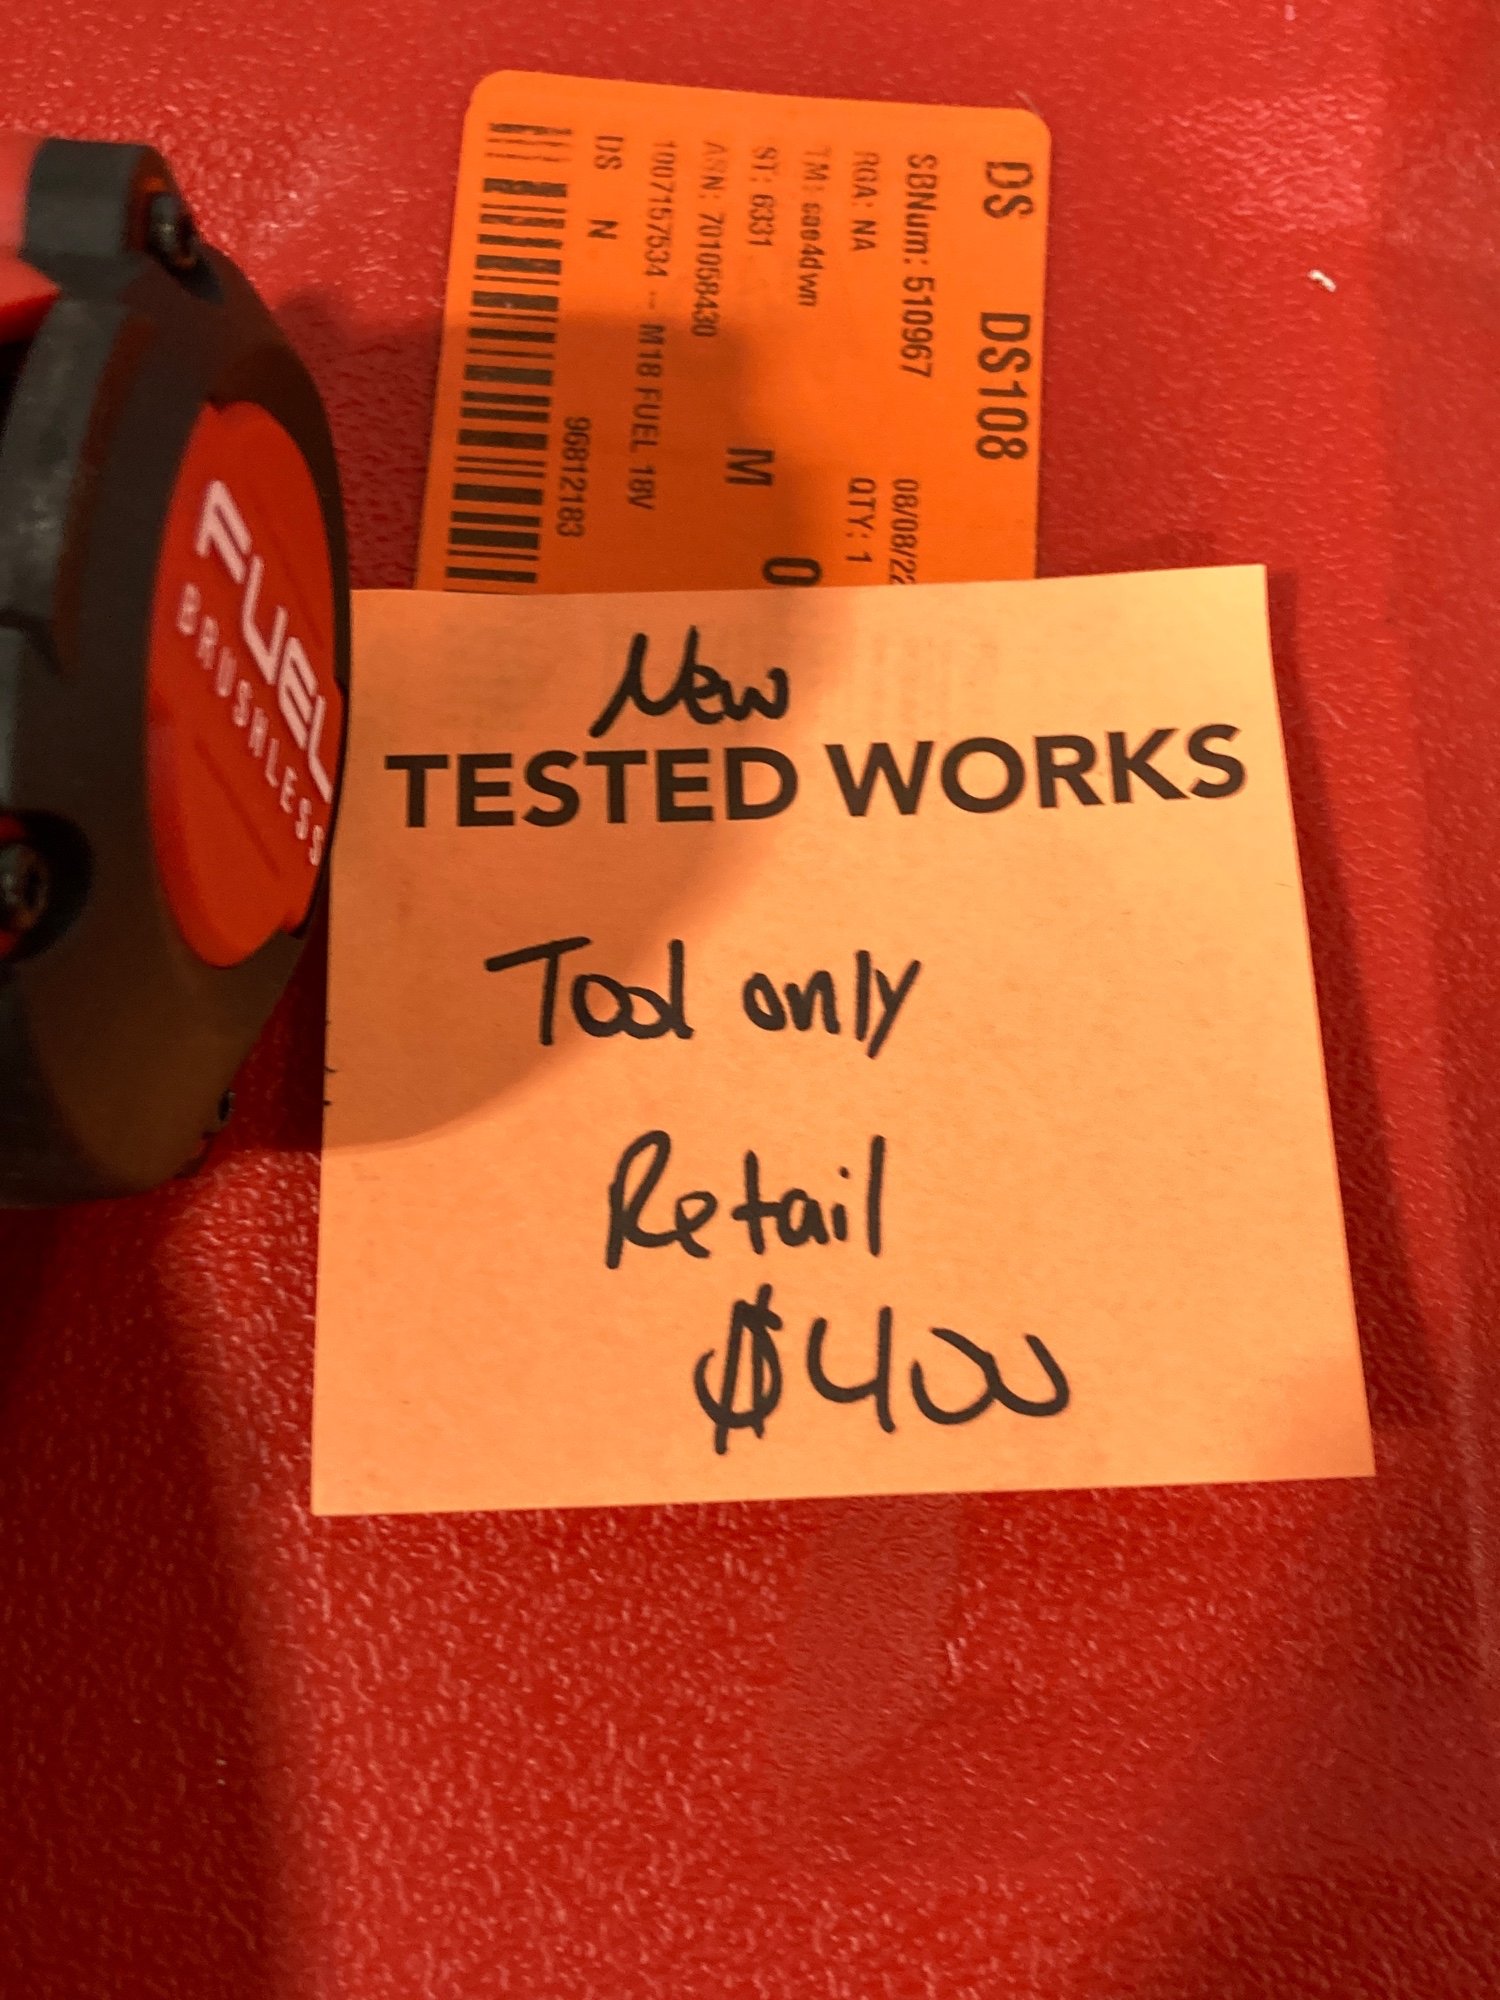 DS DS108
SBNum: 510967 08/08/22
RGA: NA QTY: 1
TM: sae4dwn
ST: 6331
M 0
ASN: 701058430
1007157534 -- M18 FUEL 18V
DS N 96812183
FUEL
BRUSHLESS
New
TESTED WORKS
Tool only
Retail
$400